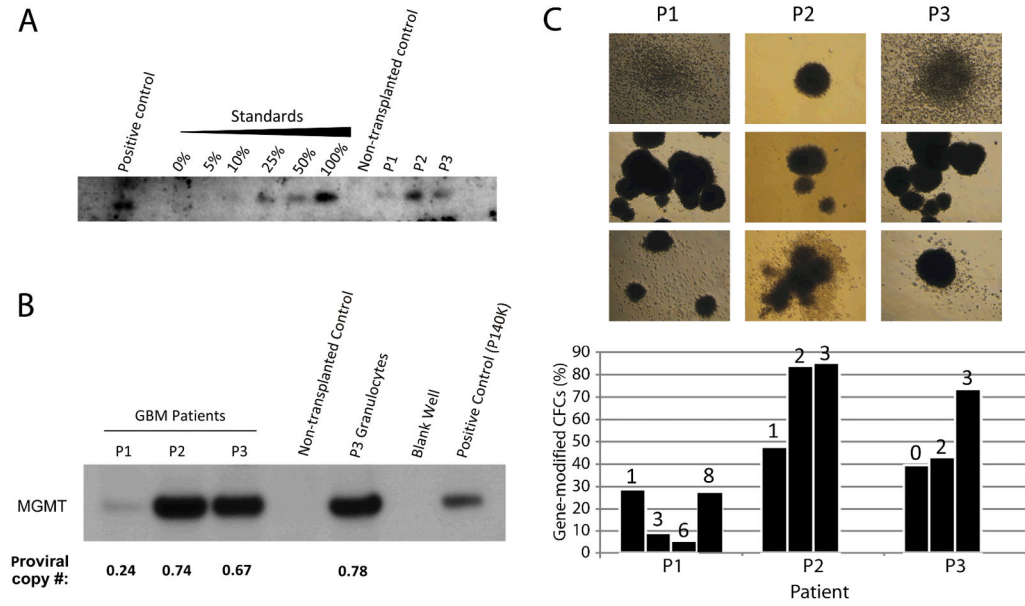 A
Positive control
Standards
0%
5%
10%
25%
50%
100%
Non-transplanted control
P1
P2
P3
B
GBM Patients
P1
P2
P3
Non-transplanted Control
P3 Granulocytes
Blank Well
Positive Control (P140K)
MGMT
Proviral
copy #:
0.24
0.74
0.67
0.78
C
P1
P2
P3
Gene-modified CFCs (%)
90
80
70
60
50
40
30
20
10
0
1
3
6
8
1
2
3
0
2
3
P1
P2
P3
Patient